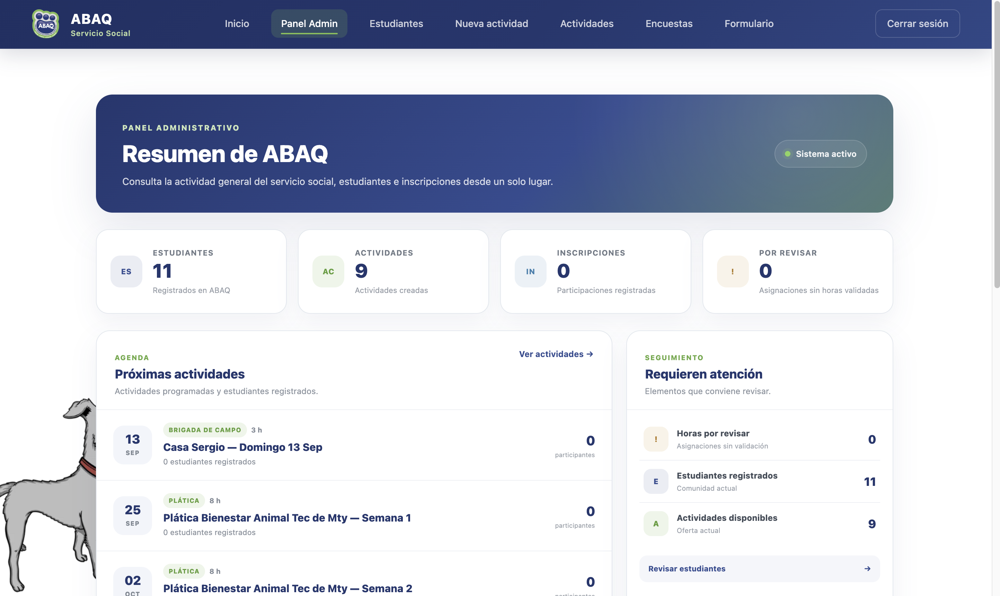 ABAQ
ABAQ
Servicio Social
Inicio
Panel Admin
Estudiantes
Nueva actividad
Actividades
Encuestas
Formulario
Cerrar sesión
PANEL ADMINISTRATIVO
Resumen de ABAQ
Consulta la actividad general del servicio social, estudiantes e inscripciones desde un solo lugar.
Sistema activo
ES
ESTUDIANTES
11
Registrados en ABAQ
AC
ACTIVIDADES
9
Actividades creadas
IN
INSCRIPCIONES
0
Participaciones registradas
!
POR REVISAR
0
Asignaciones sin horas validadas
AGENDA
Próximas actividades
Actividades programadas y estudiantes registrados.
Ver actividades →
13
SEP
BRIGADA DE CAMPO 3 h
Casa Sergio — Domingo 13 Sep
0 estudiantes registrados
0
participantes
25
SEP
PLÁTICA 8 h
Plática Bienestar Animal Tec de Mty — Semana 1
0 estudiantes registrados
0
participantes
02
OCT
PLÁTICA 8 h
Plática Bienestar Animal Tec de Mty — Semana 2
0
SEGUIMIENTO
Requieren atención
Elementos que conviene revisar.
!
Horas por revisar
Asignaciones sin validación
0
E
Estudiantes registrados
Comunidad actual
11
A
Actividades disponibles
Oferta actual
9
Revisar estudiantes →